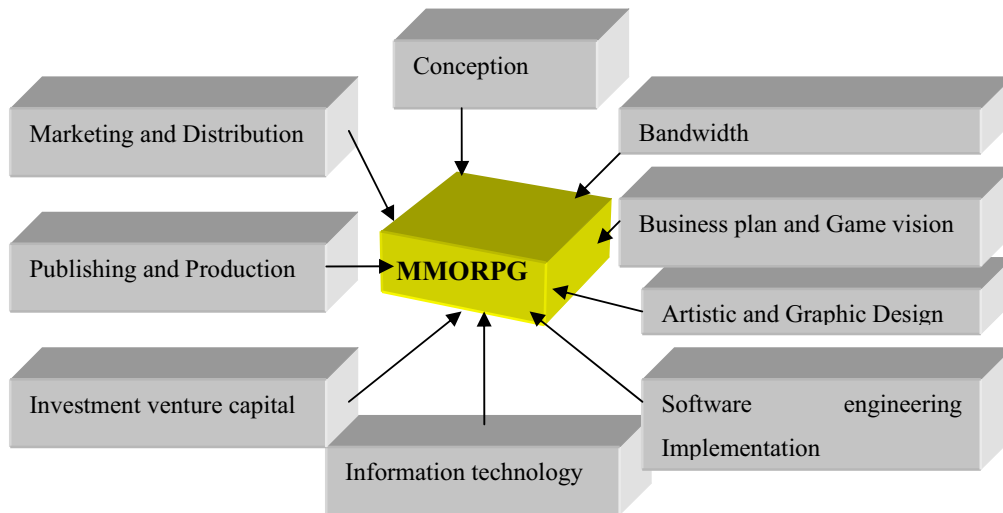 Conception
Marketing and Distribution
Bandwidth
Business plan and Game vision
Publishing and Production
MMORPG
Artistic and Graphic Design
Investment venture capital
Software engineering
Implementation
Information technology